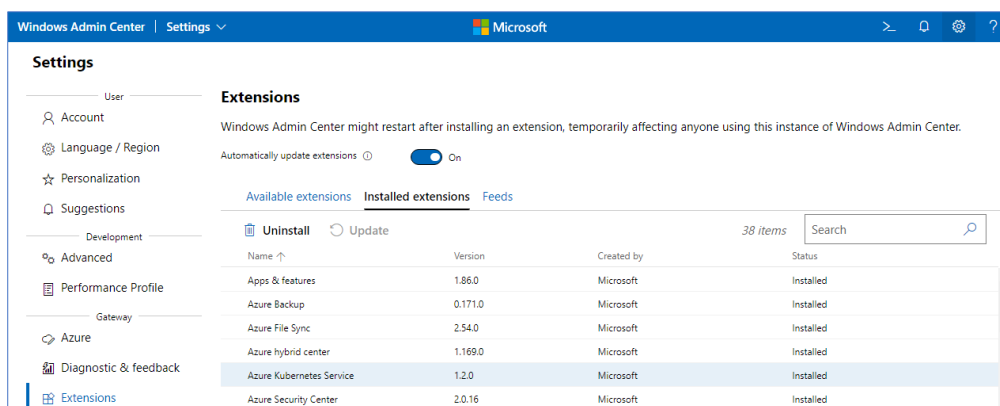 Windows Admin Center | Settings
Microsoft
?
Settings
User
Account
Language / Region
Personalization
Suggestions
Development
Advanced
Performance Profile
Gateway
Azure
Diagnostic & feedback
Extensions
Extensions
Windows Admin Center might restart after installing an extension, temporarily affecting anyone using this instance of Windows Admin Center.
Automatically update extensions On
Available extensions Installed extensions Feeds
Uninstall Update 38 items Search
Name Version Created by Status
Apps & features 1.86.0 Microsoft Installed
Azure Backup 0.171.0 Microsoft Installed
Azure File Sync 2.54.0 Microsoft Installed
Azure hybrid center 1.169.0 Microsoft Installed
Azure Kubernetes Service 1.2.0 Microsoft Installed
Azure Security Center 2.0.16 Microsoft Installed